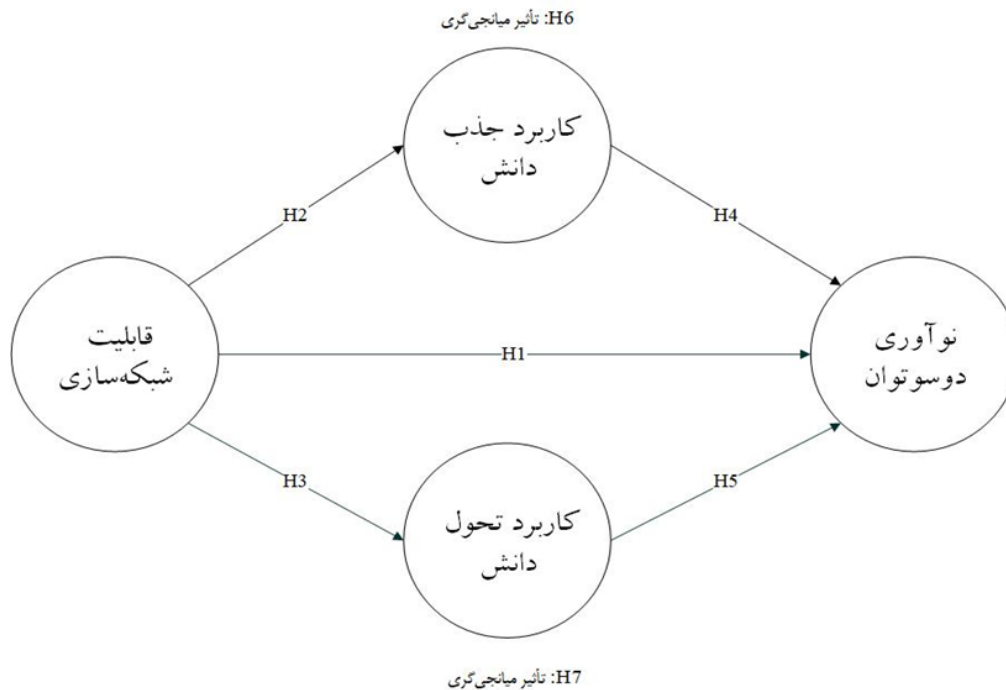 H6: تأثیر میانجی‌گری
کاربرد جذب
دانش
H2
H4
قابلیت
شبکه‌سازی
H1
نوآوری
دوسوتوان
H3
H5
کاربرد تحول
دانش
H7: تأثیر میانجی‌گری